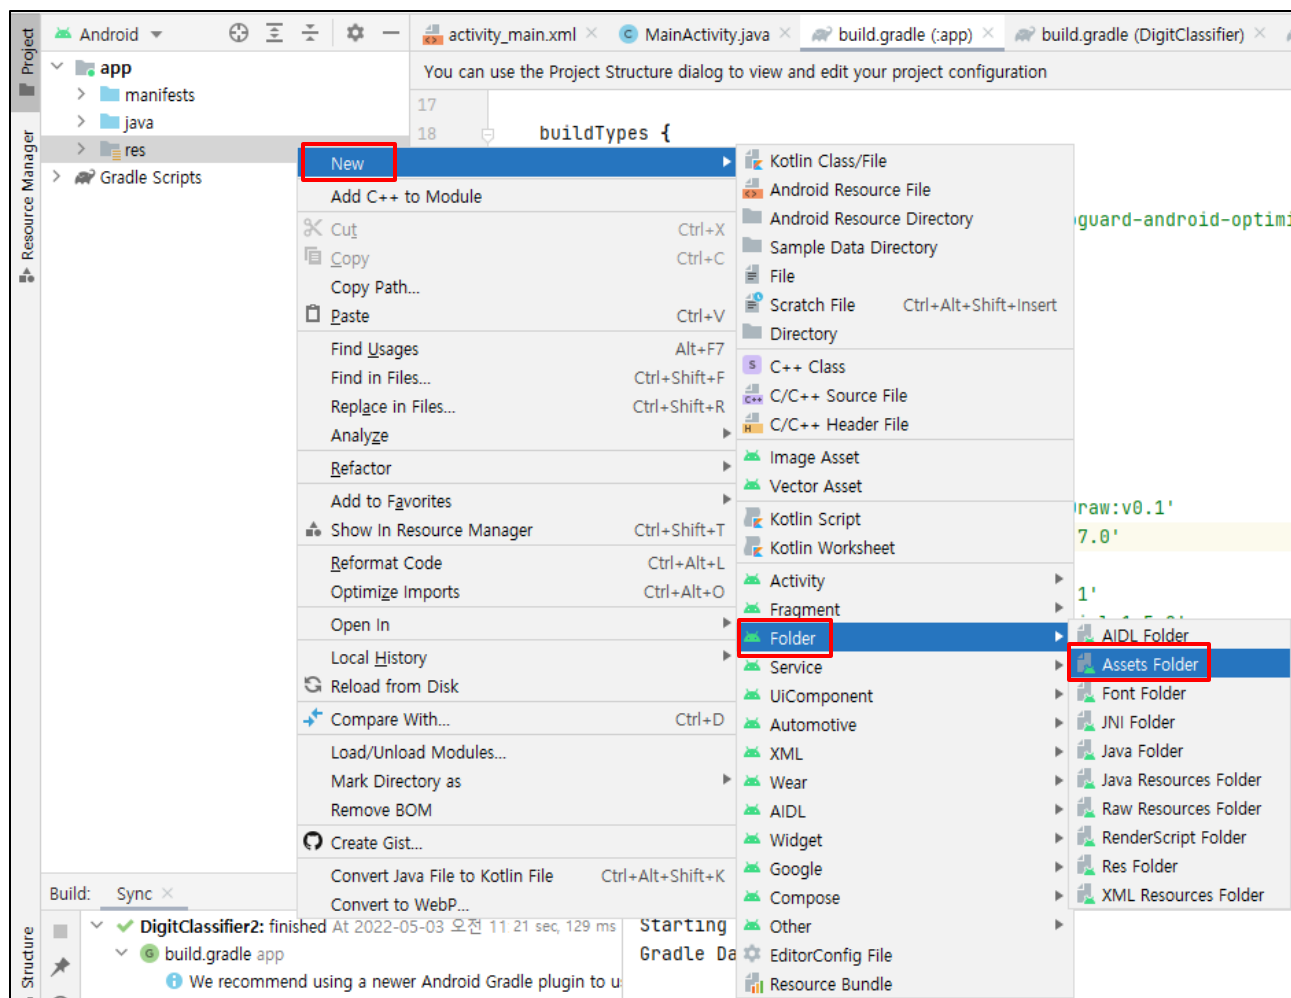 Project
Resource Manager
Structure
Android
activity_main.xml
MainActivity.java
build.gradle (:app)
build.gradle (DigitClassifier)
You can use the Project Structure dialog to view and edit your project configuration
app
manifests
java
res
Gradle Scripts
17
18
buildTypes {
guard-android-optimi
raw:v0.1'
7.0'
1'
New
Add C++ to Module
Cut Ctrl+X
Copy Ctrl+C
Copy Path...
Paste Ctrl+V
Find Usages Alt+F7
Find in Files... Ctrl+Shift+F
Replace in Files... Ctrl+Shift+R
Analyze
Refactor
Add to Favorites
Show In Resource Manager Ctrl+Shift+T
Reformat Code Ctrl+Alt+L
Optimize Imports Ctrl+Alt+O
Open In
Local History
Reload from Disk
Compare With... Ctrl+D
Load/Unload Modules...
Mark Directory as
Remove BOM
Create Gist...
Convert Java File to Kotlin File Ctrl+Alt+Shift+K
Convert to WebP...
Kotlin Class/File
Android Resource File
Android Resource Directory
Sample Data Directory
File
Scratch File Ctrl+Alt+Shift+Insert
Directory
C++ Class
C/C++ Source File
C/C++ Header File
Image Asset
Vector Asset
Kotlin Script
Kotlin Worksheet
Activity
Fragment
Folder
Service
UiComponent
Automotive
XML
Wear
AIDL
Widget
Google
Compose
Other
EditorConfig File
Resource Bundle
AIDL Folder
Assets Folder
Font Folder
JNI Folder
Java Folder
Java Resources Folder
Raw Resources Folder
RenderScript Folder
Res Folder
XML Resources Folder
Build: Sync
DigitClassifier2: finished At 2022-05-03 오전 11 21 sec, 129 ms
build.gradle app
We recommend using a newer Android Gradle plugin to u
Starting
Gradle Da